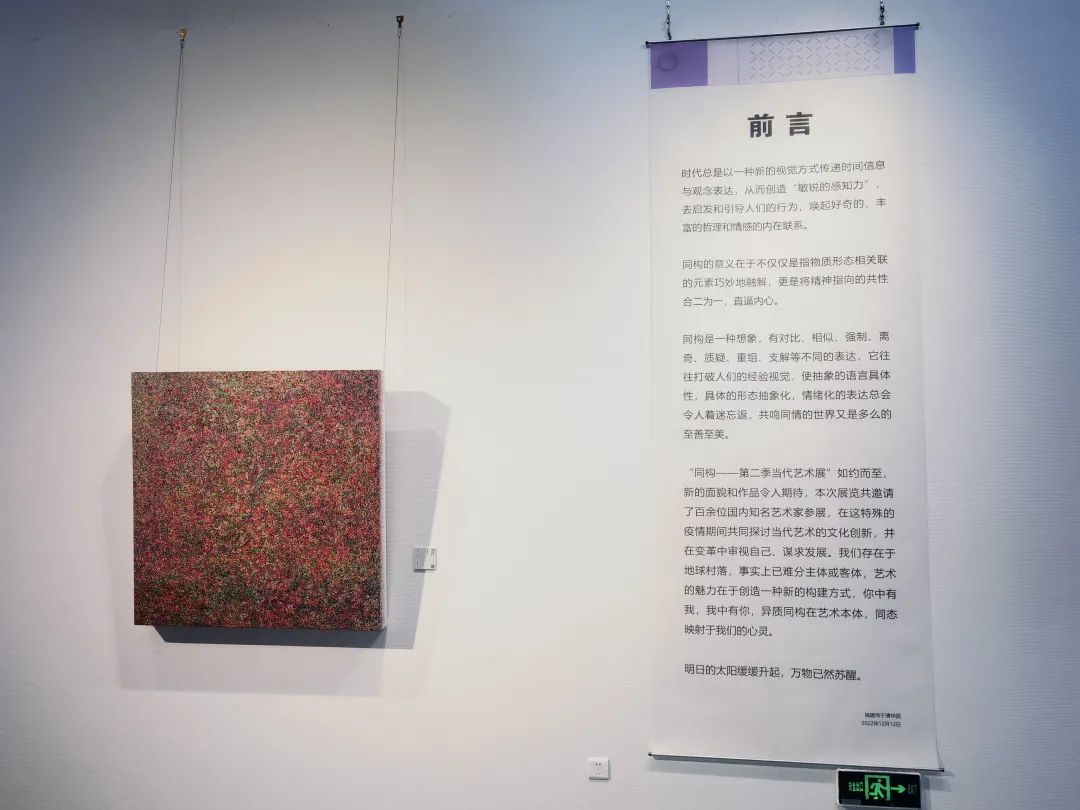 前言
时代总是以一种新的视觉方式传递时间信息
与观念表达，从而创造“敏锐的感知力”，
去启发和引导人们的行为，唤起好奇的、丰
富的哲理和情感的内在联系。
同构的意义在于不仅仅是指物质形态相关联
的元素巧妙地融解，更是将精神指向的共性
合二为一，直逼内心。
同构是一种想象，有对比、相似、强制、离
奇、质疑、重组、支解等不同的表达，它往
往打破人们的经验视觉，使抽象的语言具体
性，具体的形态抽象化，情绪化的表达总会
令人着迷忘返，共鸣同情的世界又是多么的
至善至美。
“同构——第二季当代艺术展”如约而至，
新的面貌和作品令人期待，本次展览共邀请
了百余位国内知名艺术家参展，在这特殊的
疫情期间共同探讨当代艺术的文化创新，并
在变革中审视自己、谋求发展。我们存在于
地球村落，事实上已难分主体或客体，艺术
的魅力在于创造一种新的构建方式，你中有
我，我中有你，异质同构在艺术本体，同态
映射于我们的心灵。
明日的太阳缓缓升起，万物已然苏醒。
于清华园
2022年12月12日
EXIT